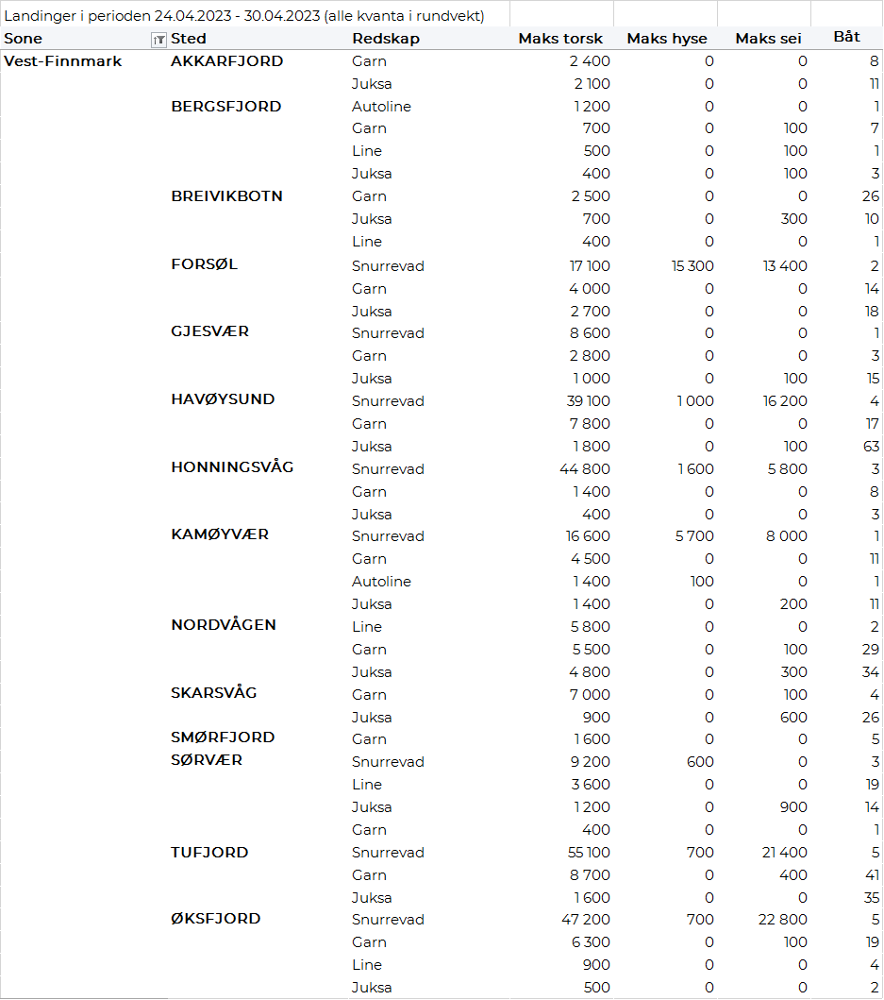 Landinger i perioden 24.04.2023 - 30.04.2023 (alle kvanta i rundvekt)
Sone Sted Redskap Maks torsk Maks hyse Maks sei Båt
Vest-Finnmark AKKARFJORD Garn 2 400 0 0 8
Juksa 2 100 0 0 11
BERGSFJORD Autoline 1 200 0 0 1
Garn 700 0 100 7
Line 500 0 100 1
Juksa 400 0 100 3
BREIVIKBOTN Garn 2 500 0 0 26
Juksa 700 0 300 10
Line 400 0 0 1
FORSØL Snurrevad 17 100 15 300 13 400 2
Garn 4 000 0 0 14
Juksa 2 700 0 0 18
GJESVÆR Snurrevad 8 600 0 0 1
Garn 2 800 0 0 3
Juksa 1 000 0 100 15
HAVØYSUND Snurrevad 39 100 1 000 16 200 4
Garn 7 800 0 0 17
Juksa 1 800 0 100 63
HONNINGSVÅG Snurrevad 44 800 1 600 5 800 3
Garn 1 400 0 0 8
Juksa 400 0 0 3
KAMØYVÆR Snurrevad 16 600 5 700 8 000 1
Garn 4 500 0 0 11
Autoline 1 400 100 0 1
Juksa 1 400 0 200 11
NORDVÅGEN Line 5 800 0 0 2
Garn 5 500 0 100 29
Juksa 4 800 0 300 34
SKARSVÅG Garn 7 000 0 100 4
Juksa 900 0 600 26
SMØRFJORD Garn 1 600 0 0 5
SØRVÆR Snurrevad 9 200 600 0 3
Line 3 600 0 0 19
Juksa 1 200 0 900 14
Garn 400 0 0 1
TUFJORD Snurrevad 55 100 700 21 400 5
Garn 8 700 0 400 41
Juksa 1 600 0 0 35
ØKSFJORD Snurrevad 47 200 700 22 800 5
Garn 6 300 0 100 19
Line 900 0 0 4
Juksa 500 0 0 2